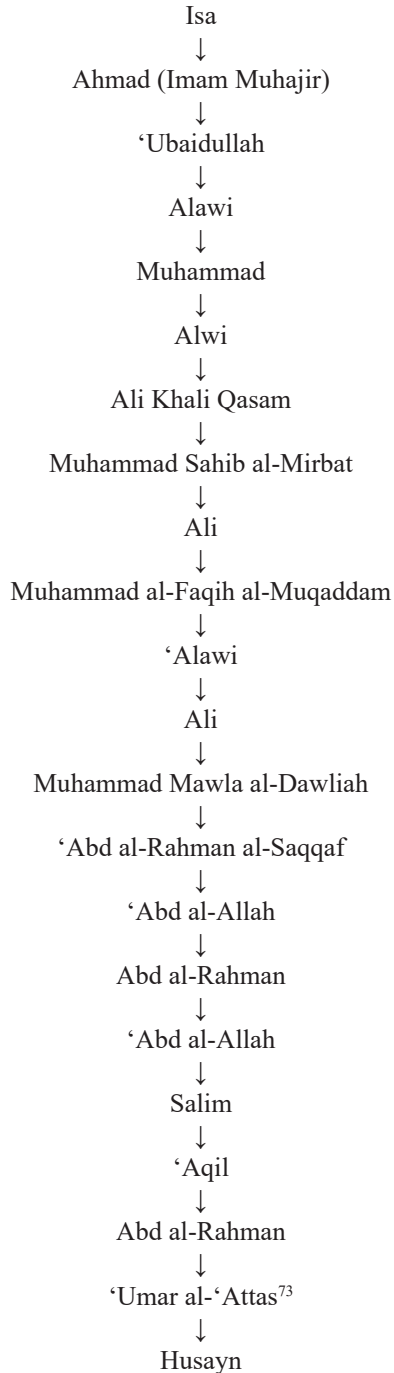 Isa
↓
Ahmad (Imam Muhajir)
↓
‘Ubaidullah
↓
Alawi
↓
Muhammad
↓
Alwi
↓
Ali Khali Qasam
↓
Muhammad Sahib al-Mirbat
↓
Ali
↓
Muhammad al-Faqih al-Muqaddam
↓
‘Alawi
↓
Ali
↓
Muhammad Mawla al-Dawliah
↓
‘Abd al-Rahman al-Saqqaf
↓
‘Abd al-Allah
↓
Abd al-Rahman
↓
‘Abd al-Allah
↓
Salim
↓
‘Aqil
↓
Abd al-Rahman
↓
‘Umar al-‘Attas⁷³
↓
Husayn